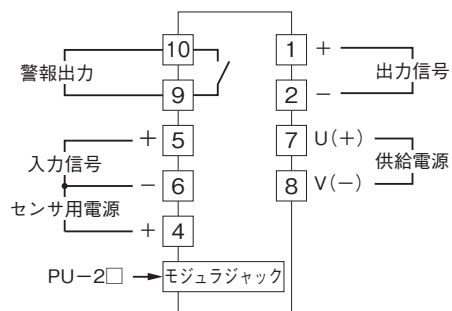 10 1 +
警報出力 出力信号
9 2 −
+ 5 7 U(+)
入力信号 供給電源
− 6 8 V(−)
センサ用電源
+ 4
PU−2□ モジュラジャック